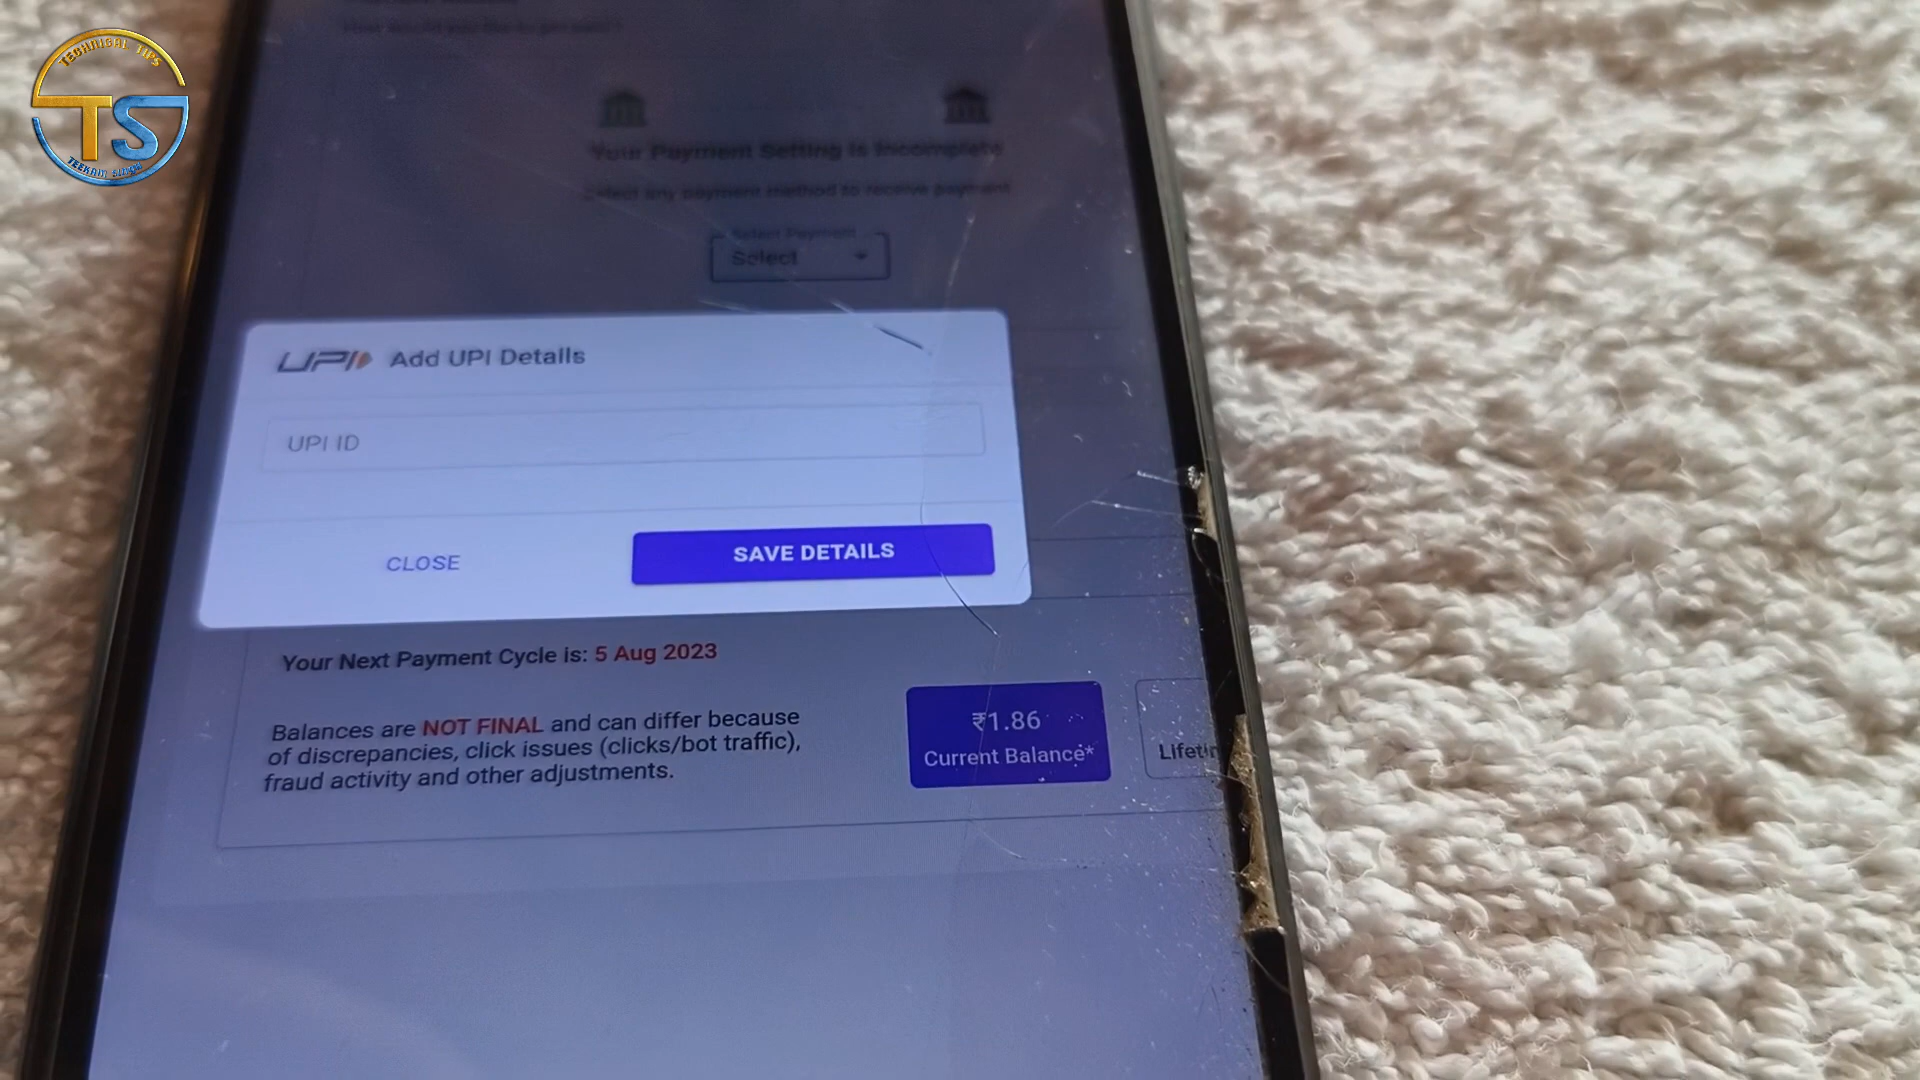 TECHNICAL TIPS
TS
Your Payment Setting is Incomplete
Select any payment method to receive payment
Select Payment
Select
UPI Add UPI Details
UPI ID
CLOSE
SAVE DETAILS
Your Next Payment Cycle is: 5 Aug 2023
Balances are NOT FINAL and can differ because
of discrepancies, click issues (clicks/bot traffic),
fraud activity and other adjustments.
₹1.86
Current Balance*